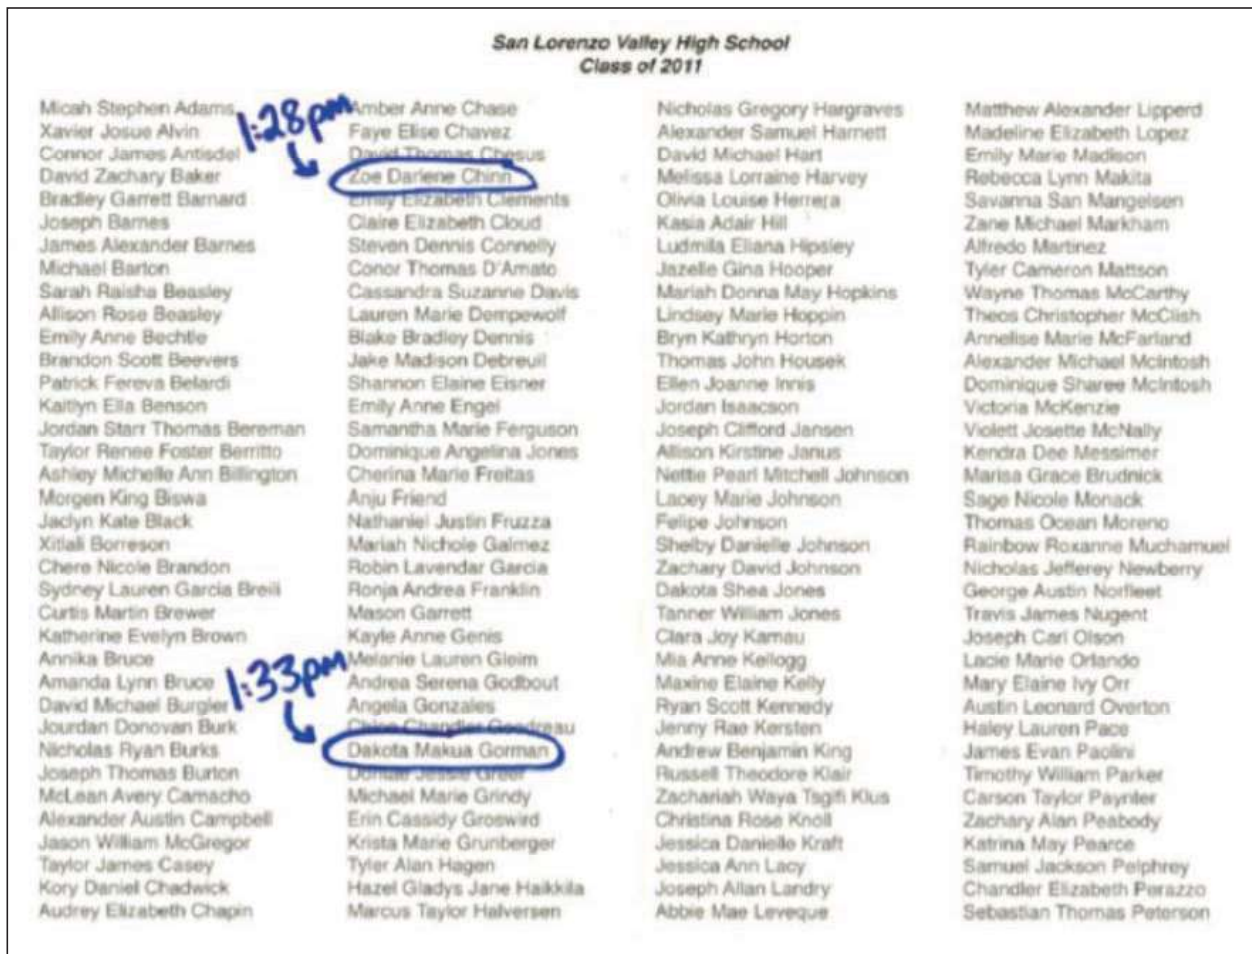 San Lorenzo Valley High School
Class of 2011
Micah Stephen Adams
Xavier Josue Alvin
Connor James Antisdel
David Zachary Baker
Bradley Garrett Barnard
Joseph Barnes
James Alexander Barnes
Michael Barton
Sarah Raisha Beasley
Allison Rose Beasley
Emily Anne Bechtle
Brandon Scott Beevers
Patrick Fereva Belardi
Kaitlyn Ella Benson
Jordan Starr Thomas Bereman
Taylor Renee Foster Berritto
Ashley Michelle Ann Billington
Morgen King Biswa
Jaclyn Kate Black
Xitlali Borreson
Chere Nicole Brandon
Sydney Lauren Garcia Breili
Curtis Martin Brewer
Katherine Evelyn Brown
Annika Bruce
Amanda Lynn Bruce
David Michael Burgler
Jourdan Donovan Burk
Nicholas Ryan Burks
Joseph Thomas Burton
McLean Avery Camacho
Alexander Austin Campbell
Jason William McGregor
Taylor James Casey
Kory Daniel Chadwick
Audrey Elizabeth Chapin
1:28pm
Amber Anne Chase
Faye Elise Chavez
David Thomas Chesus
Zoe Darlene Chinn
Emily Elizabeth Clements
Claire Elizabeth Cloud
Steven Dennis Connelly
Conor Thomas D'Amato
Cassandra Suzanne Davis
Lauren Marie Dempewolf
Blake Bradley Dennis
Jake Madison Debreuil
Shannon Elaine Eisner
Emily Anne Engel
Samantha Marie Ferguson
Dominique Angelina Jones
Cherina Marie Freitas
Anju Friend
Nathaniel Justin Fruzza
Mariah Nichole Galmez
Robin Lavendar Garcia
Ronja Andrea Franklin
Mason Garrett
Kayle Anne Genis
Melanie Lauren Gleim
1:33pm
Andrea Serena Godbout
Angela Gonzales
Chloe Chandler Goodreau
Dakota Makua Gorman
Jessie Greer
Michael Marie Grindy
Erin Cassidy Groswird
Krista Marie Grunberger
Tyler Alan Hagen
Hazel Gladys Jane Haikkila
Marcus Taylor Halversen
Nicholas Gregory Hargraves
Alexander Samuel Harnett
David Michael Hart
Melissa Lorraine Harvey
Olivia Louise Herrera
Kasia Adair Hill
Ludmila Eliana Hipsley
Jazelle Gina Hooper
Mariah Donna May Hopkins
Lindsey Marie Hoppin
Bryn Kathryn Horton
Thomas John Housek
Ellen Joanne Innis
Jordan Isaacson
Joseph Clifford Jansen
Allison Kirstine Janus
Nettie Pearl Mitchell Johnson
Lacey Marie Johnson
Felipe Johnson
Shelby Danielle Johnson
Zachary David Johnson
Dakota Shea Jones
Tanner William Jones
Clara Joy Kamau
Mia Anne Kellogg
Maxine Elaine Kelly
Ryan Scott Kennedy
Jenny Rae Kersten
Andrew Benjamin King
Russell Theodore Klair
Zachariah Waya Tsgifi Klus
Christina Rose Knoll
Jessica Danielle Kraft
Jessica Ann Lacy
Joseph Allan Landry
Abbie Mae Leveque
Matthew Alexander Lipperd
Madeline Elizabeth Lopez
Emily Marie Madison
Rebecca Lynn Makita
Savanna San Mangelsen
Zane Michael Markham
Alfredo Martinez
Tyler Cameron Mattson
Wayne Thomas McCarthy
Theos Christopher McClish
Annelise Marie McFarland
Alexander Michael McIntosh
Dominique Sharee McIntosh
Victoria McKenzie
Violett Josette McNally
Kendra Dee Messimer
Marisa Grace Brudnick
Sage Nicole Monack
Thomas Ocean Moreno
Rainbow Roxanne Muchamuel
Nicholas Jefferey Newberry
George Austin Norfleet
Travis James Nugent
Joseph Carl Olson
Lacie Marie Orlando
Mary Elaine Ivy Orr
Austin Leonard Overton
Haley Lauren Pace
James Evan Paolini
Timothy William Parker
Carson Taylor Paynter
Zachary Alan Peabody
Katrina May Pearce
Samuel Jackson Pelphrey
Chandler Elizabeth Perazzo
Sebastian Thomas Peterson